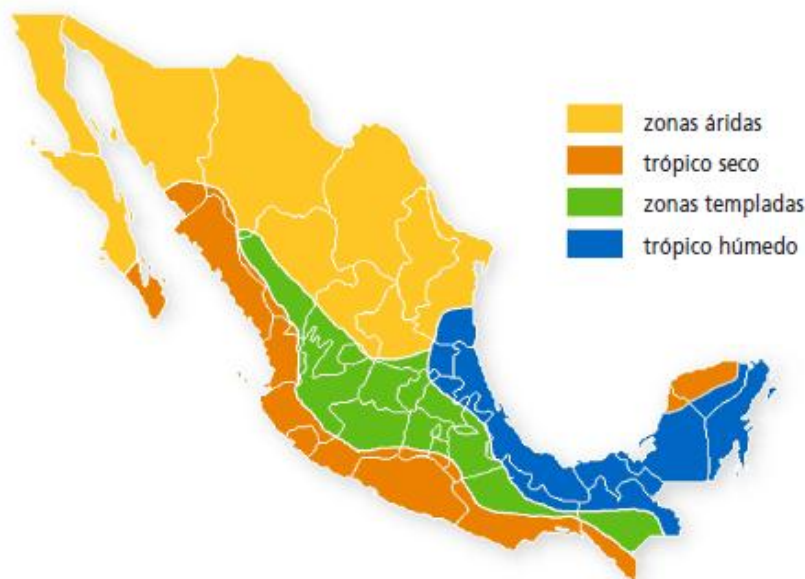 zonas áridas
trópico seco
zonas templadas
trópico húmedo